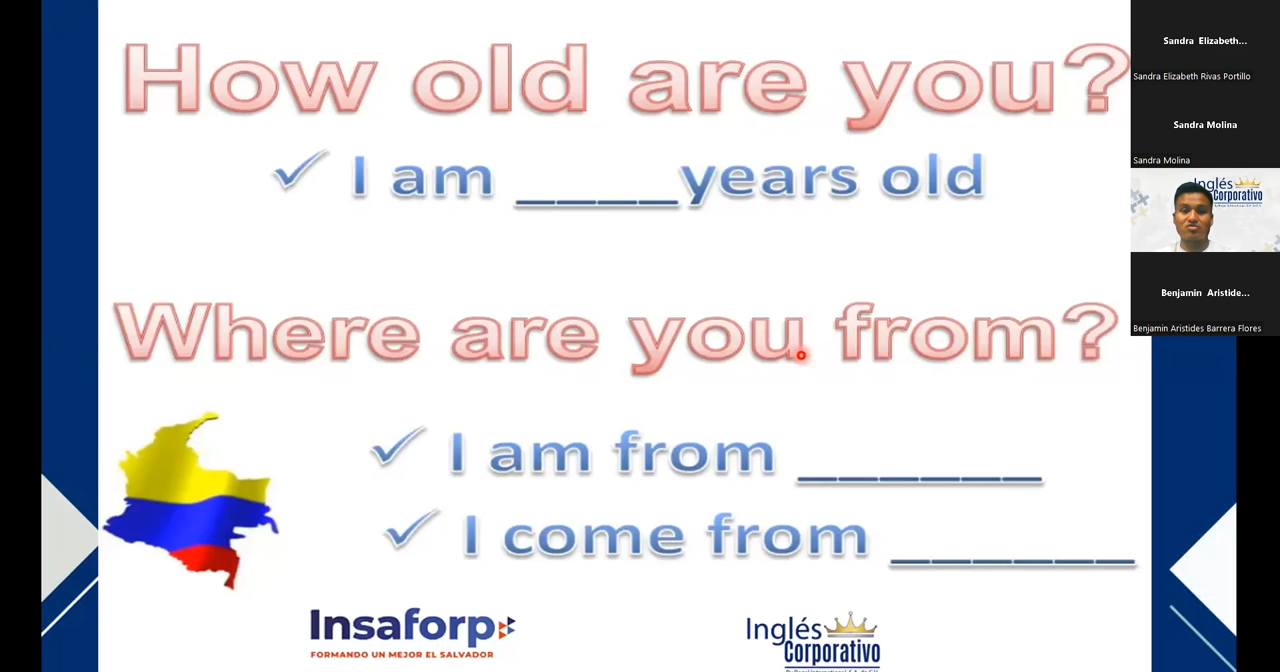 How old are you?
✓ I am ____years old
Where are you from?
✓ I am from ______
✓ I come from ______
Insaforp
FORMANDO UN MEJOR EL SALVADOR
Inglés
Corporativo
Sandra Elizabeth...
Sandra Elizabeth Rivas Portillo
Sandra Molina
Sandra Molina
Inglés
Corporativo
Benjamin Aristide...
Benjamin Aristides Barrera Flores